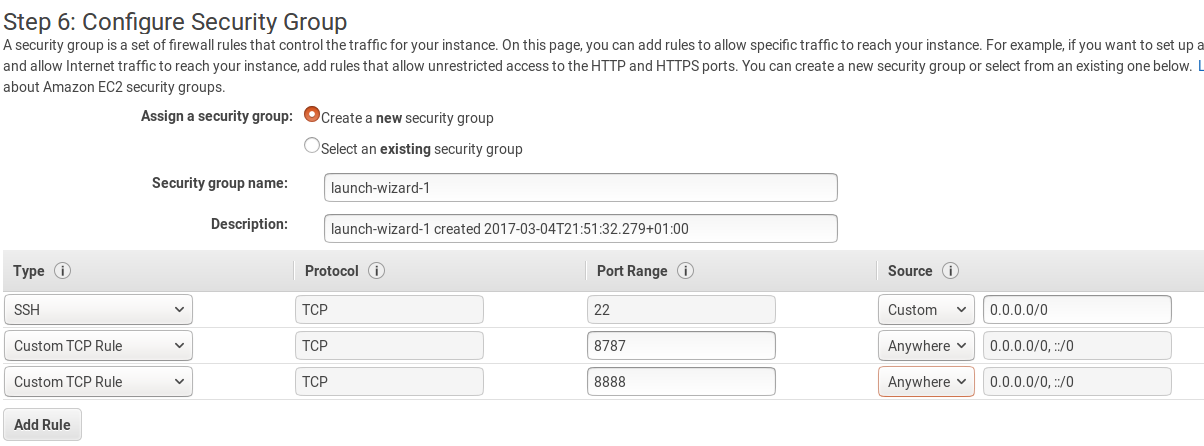 Step 6: Configure Security Group
A security group is a set of firewall rules that control the traffic for your instance. On this page, you can add rules to allow specific traffic to reach your instance. For example, if you want to set up a
and allow Internet traffic to reach your instance, add rules that allow unrestricted access to the HTTP and HTTPS ports. You can create a new security group or select from an existing one below. L
about Amazon EC2 security groups.
Assign a security group: Create a new security group
Select an existing security group
Security group name: launch-wizard-1
Description: launch-wizard-1 created 2017-03-04T21:51:32.279+01:00
Type i Protocol i Port Range i Source i
SSH TCP 22 Custom 0.0.0.0/0
Custom TCP Rule TCP 8787 Anywhere 0.0.0.0/0, ::/0
Custom TCP Rule TCP 8888 Anywhere 0.0.0.0/0, ::/0
Add Rule